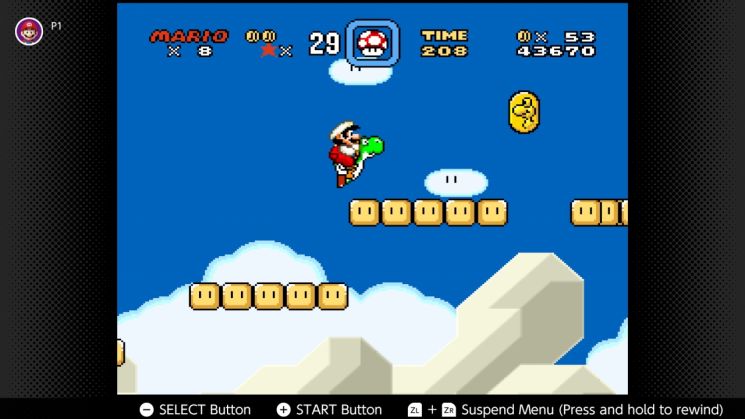 P1
MARIO
× 8
★×
29
TIME
208
× 53
43670
− SELECT Button
+ START Button
ZL + ZR Suspend Menu (Press and hold to rewind)